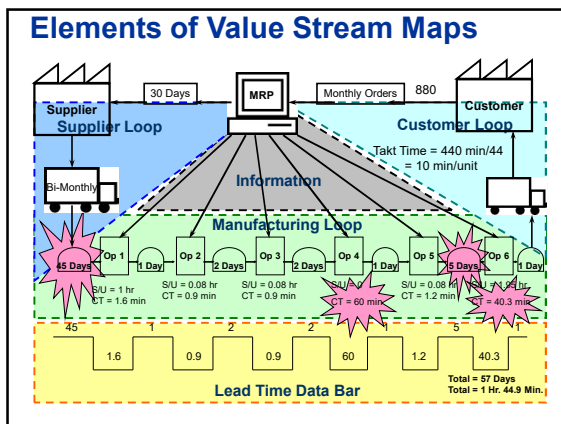 Elements of Value Stream Maps
30 Days
MRP
Monthly Orders
880
Supplier
Customer
Supplier Loop
Customer Loop
Takt Time = 440 min/44
= 10 min/unit
Bi-Monthly
Information
Manufacturing Loop
45 Days
Op 1
1 Day
Op 2
2 Days
Op 3
2 Days
Op 4
1 Day
Op 5
5 Days
Op 6
1 Day
S/U = 1 hr
CT = 1.6 min
S/U = 0.08 hr
CT = 0.9 min
S/U = 0.08 hr
CT = 0.9 min
CT = 60 min
S/U = 0.08 hr
CT = 1.2 min
CT = 40.3 min
45
1
2
2
1
5
1
1.6
0.9
0.9
60
1.2
40.3
Lead Time Data Bar
Total = 57 Days
Total = 1 Hr. 44.9 Min.